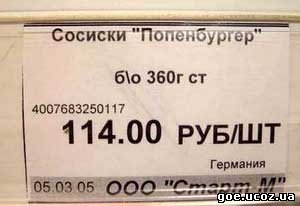 Сосиски "Попенбургер"
б\о 360г ст
4007683250117
114.00 РУБ/ШТ
Германия
05.03 05 ООО "Старт М"
goe.ucoz.ua